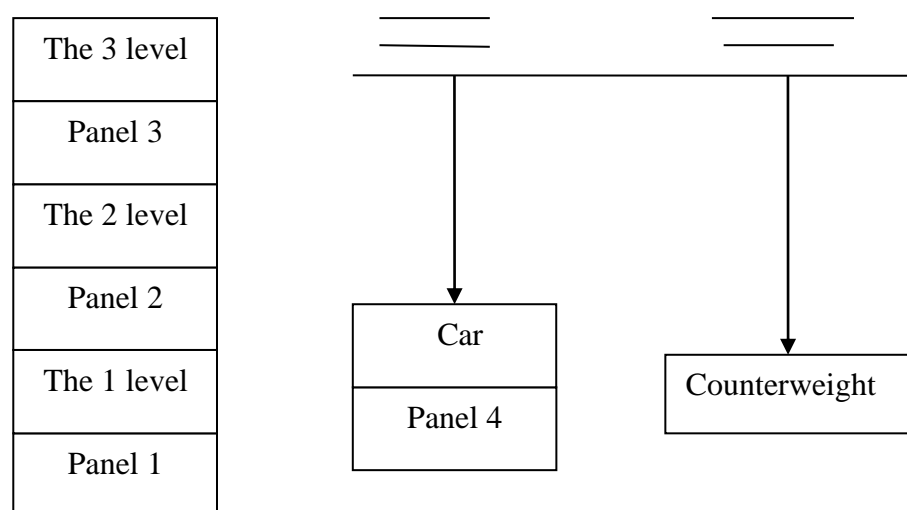 The 3 level
Panel 3
The 2 level
Panel 2
The 1 level
Panel 1
Car
Panel 4
Counterweight